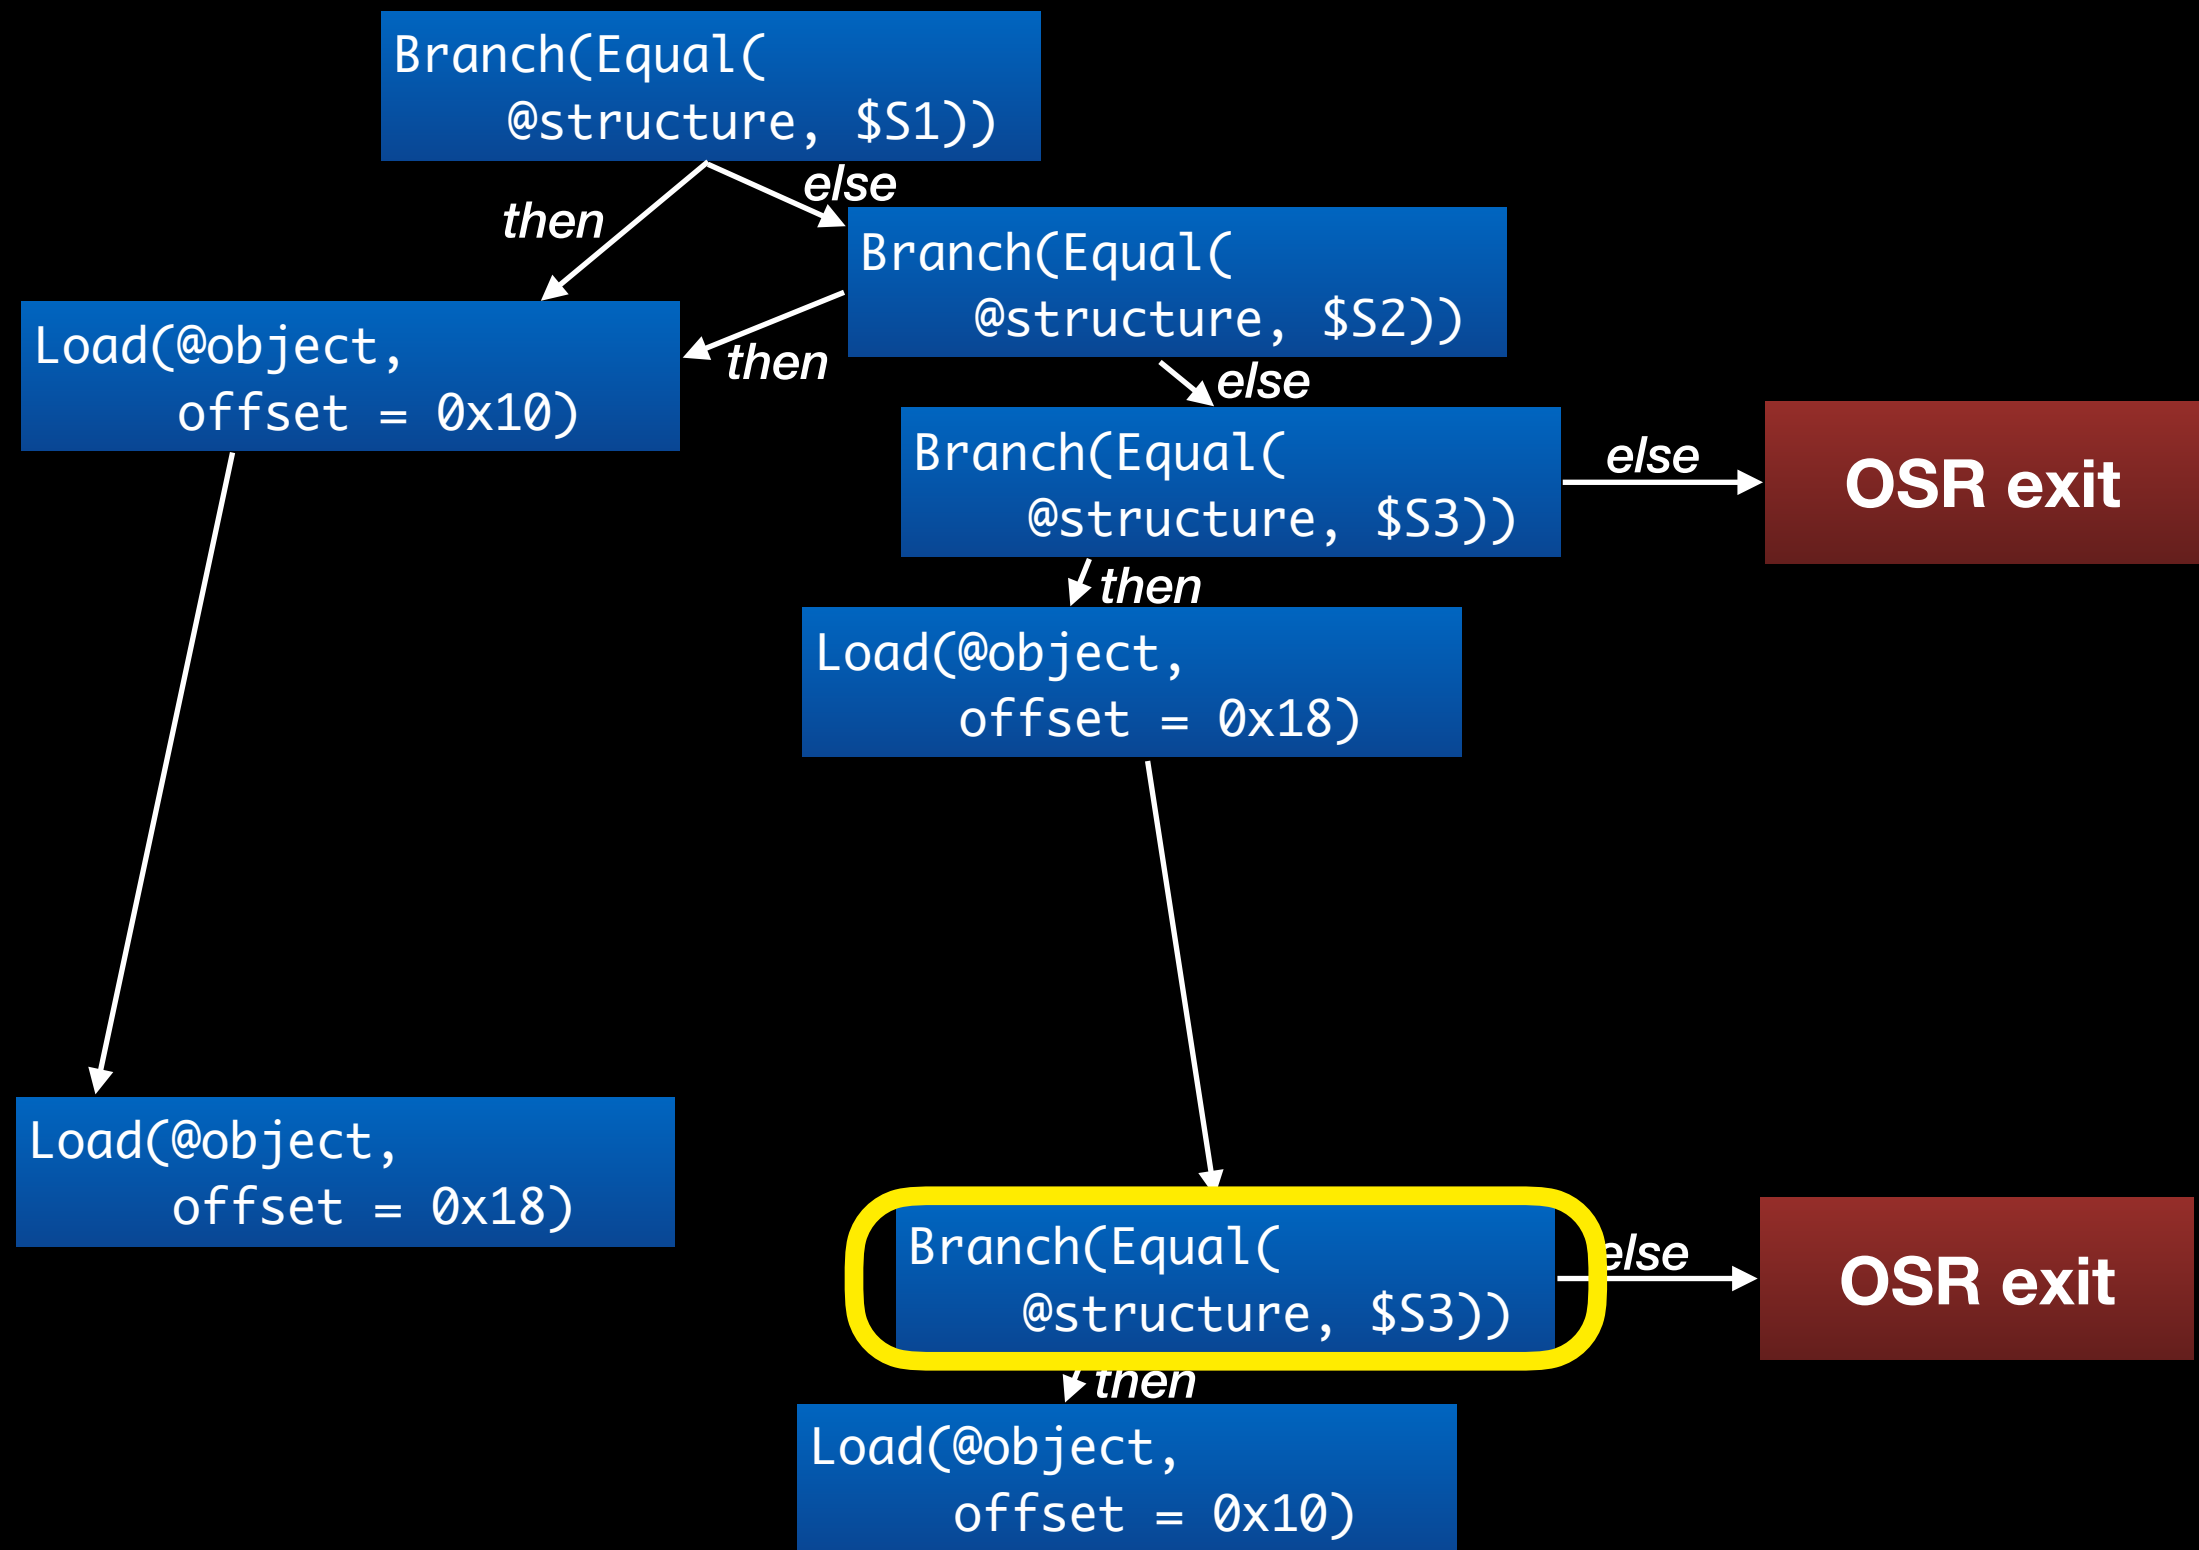 Branch(Equal(
@structure, $S1))
then
else
Branch(Equal(
@structure, $S2))
Load(@object,
offset = 0x10)
then
else
Branch(Equal(
@structure, $S3))
else
OSR exit
then
Load(@object,
offset = 0x18)
Load(@object,
offset = 0x18)
Branch(Equal(
@structure, $S3))
else
OSR exit
then
Load(@object,
offset = 0x10)